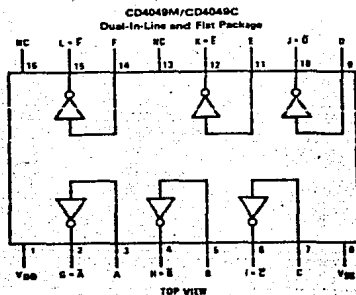 CD4049M/CD4049C
Dual-In-Line and Flat Package
NC L = F̅ F NC K = E̅ E J = D̅ D
16 15 14 13 12 11 10 9
1 2 3 4 5 6 7 8
VDD G = A̅ A H = B̅ B I = C̅ C VSS
TOP VIEW